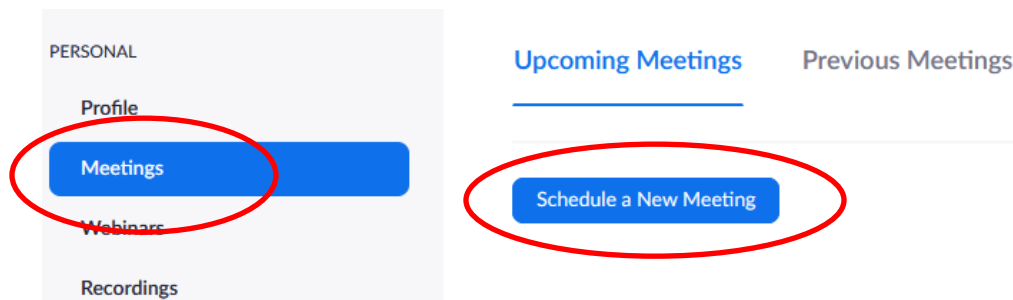 PERSONAL
Profile
Meetings
Webinars
Recordings
Upcoming Meetings
Previous Meetings
Schedule a New Meeting